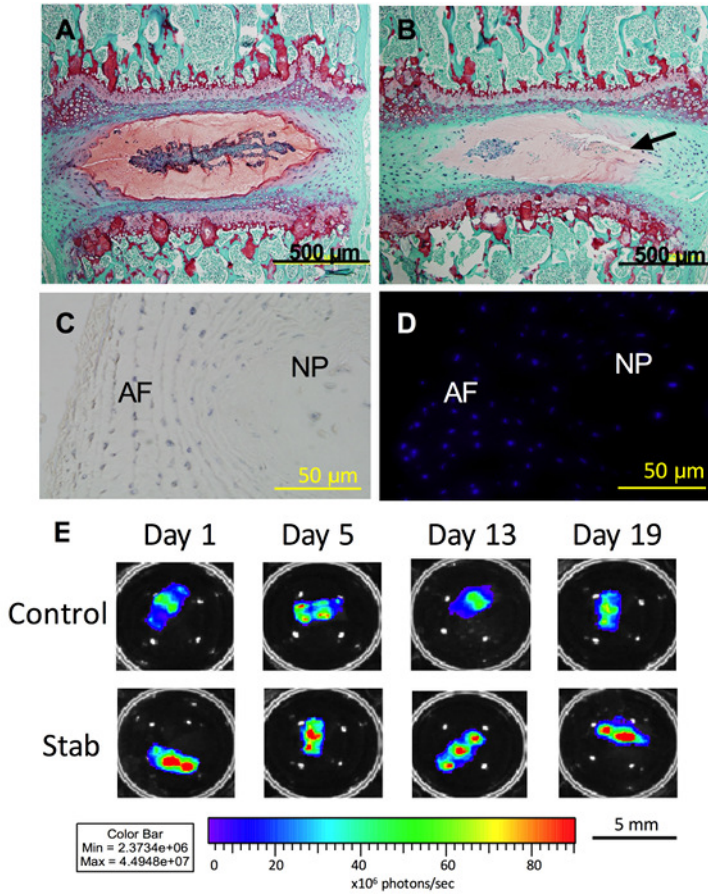 A
B
500 µm
500 µm
C
D
AF
NP
AF
NP
50 µm
50 µm
E
Day 1
Day 5
Day 13
Day 19
Control
Stab
Color Bar
Min = 2.3734e+06
Max = 4.4948e+07
0
20
40
60
80
x10⁶ photons/sec
5 mm